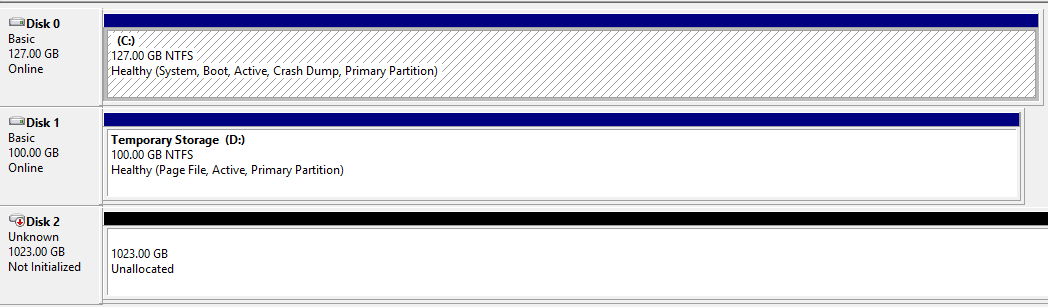 Disk 0
Basic
127.00 GB
Online
(C:)
127.00 GB NTFS
Healthy (System, Boot, Active, Crash Dump, Primary Partition)
Disk 1
Basic
100.00 GB
Online
Temporary Storage (D:)
100.00 GB NTFS
Healthy (Page File, Active, Primary Partition)
Disk 2
Unknown
1023.00 GB
Not Initialized
1023.00 GB
Unallocated